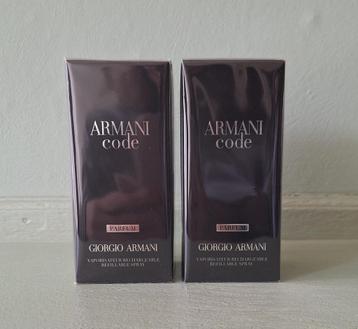 ARMANI
code
PARFUM
GIORGIO ARMANI
VAPORISATEUR RECHARGEABLE
REFILLABLE SPRAY
ARMANI
code
PARFUM
GIORGIO ARMANI
VAPORISATEUR RECHARGEABLE
REFILLABLE SPRAY